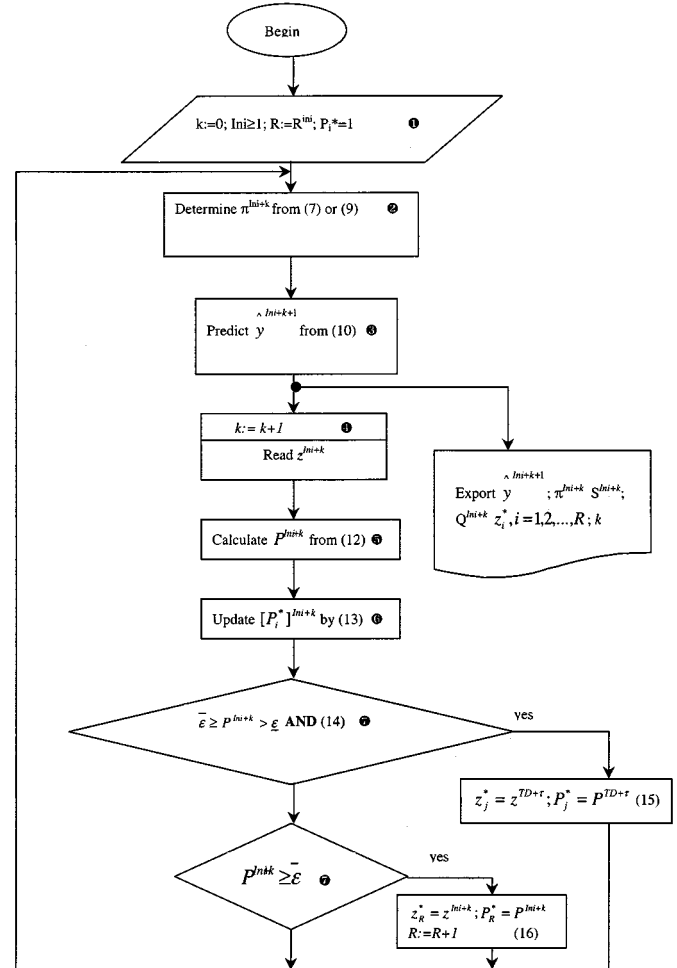 Begin
k:=0; Ini≥1; R:=R^ini; P_i*=1 ❶
Determine π^Ini+k from (7) or (9) ❷
Predict ŷ^Ini+k+1 from (10) ❸
k:= k+1 ❹
Read z^Ini+k
Export ŷ^Ini+k+1 ; π^Ini+k S^Ini+k;
Q^Ini+k z_i^*, i=1,2,...,R; k
Calculate P^Ini+k from (12) ❺
Update [P_i^*]^Ini+k by (13) ❻
ε̅ ≥ P^Ini+k > ε̲ AND (14) ❼
yes
z_j^* = z^TD+τ; P_j^* = P^TD+τ (15)
P^Ini+k ≥ ε̅ ❼
yes
z_R^* = z^Ini+k; P_R^* = P^Ini+k
R:=R+1 (16)